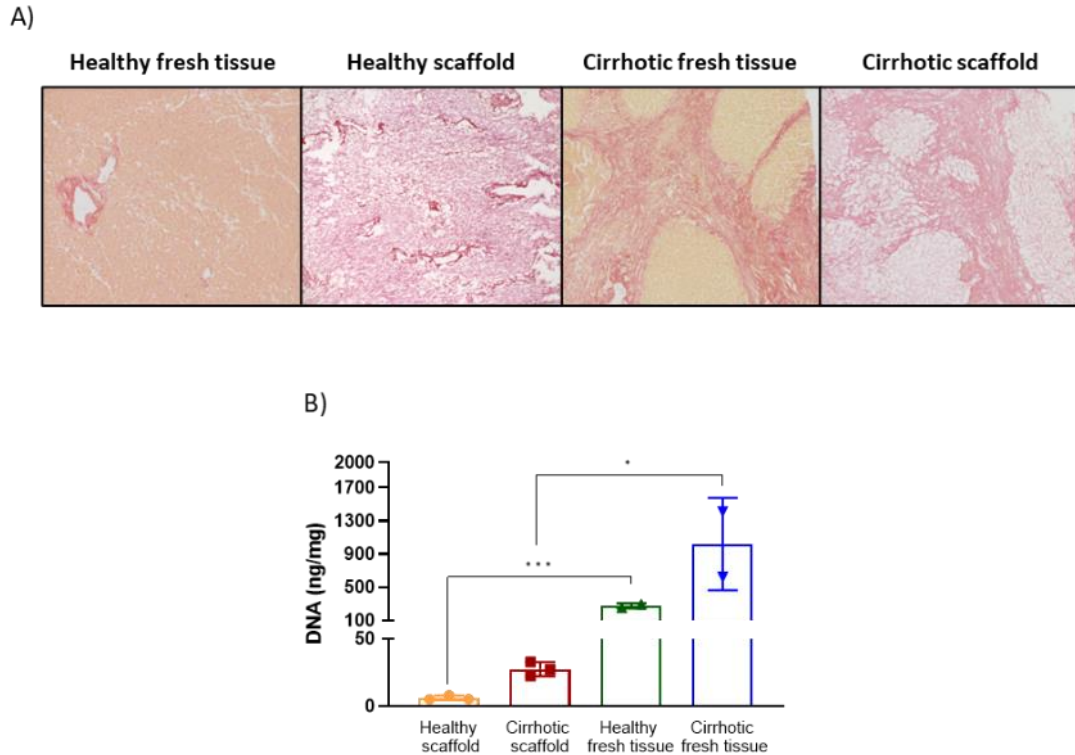 A)
Healthy fresh tissue
Healthy scaffold
Cirrhotic fresh tissue
Cirrhotic scaffold
B)
DNA (ng/mg)
2000
1700
1300
900
500
100
50
0
*
***
Healthy
scaffold
Cirrhotic
scaffold
Healthy
fresh tissue
Cirrhotic
fresh tissue